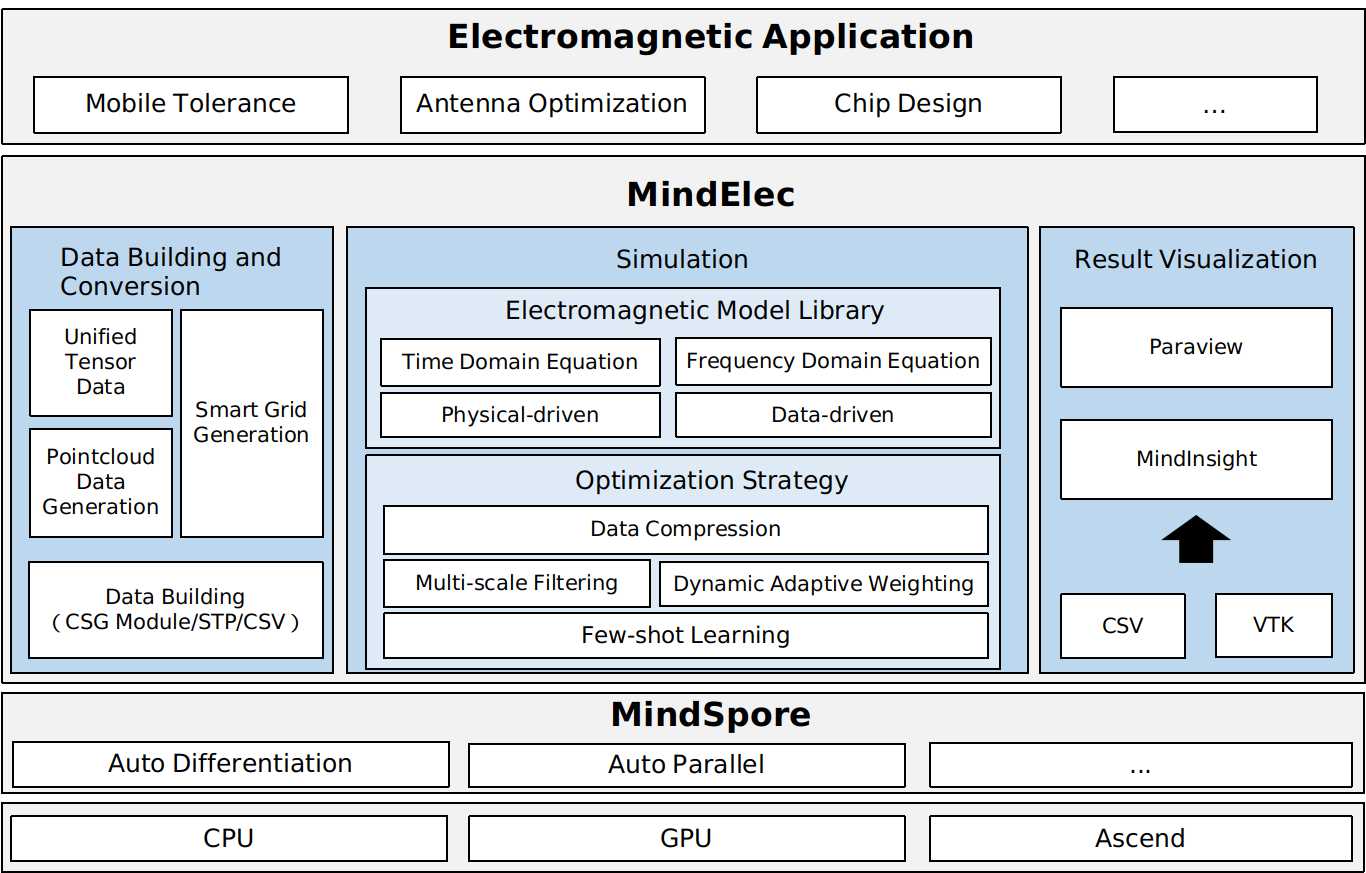 Electromagnetic Application
Mobile Tolerance
Antenna Optimization
Chip Design
...
MindElec
Data Building and
Conversion
Unified
Tensor
Data
Smart Grid
Generation
Pointcloud
Data
Generation
Data Building
(CSG Module/STP/CSV)
Simulation
Electromagnetic Model Library
Time Domain Equation
Frequency Domain Equation
Physical-driven
Data-driven
Optimization Strategy
Data Compression
Multi-scale Filtering
Dynamic Adaptive Weighting
Few-shot Learning
Result Visualization
Paraview
MindInsight
CSV
VTK
MindSpore
Auto Differentiation
Auto Parallel
...
CPU
GPU
Ascend